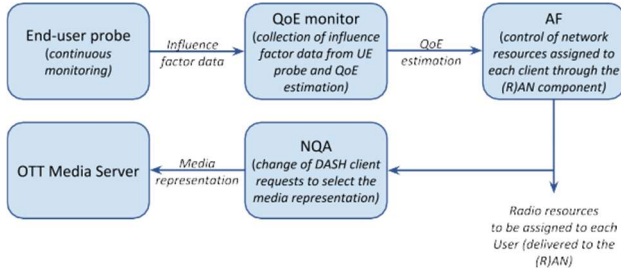 End-user probe
(continuous
monitoring)
Influence
factor data
QoE monitor
(collection of influence
factor data from UE
probe and QoE
estimation)
QoE
estimation
AF
(control of network
resources assigned to
each client through the
(R)AN component)
OTT Media Server
Media
representation
NQA
(change of DASH client
requests to select the
media representation)
Radio resources
to be assigned to each
User (delivered to the
(R)AN)